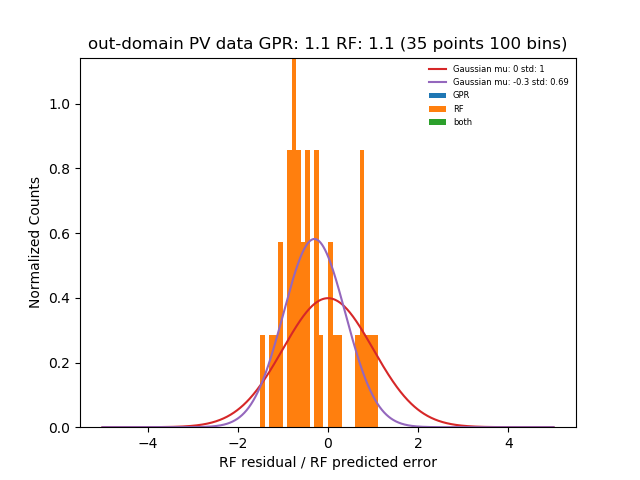 out-domain PV data GPR: 1.1 RF: 1.1 (35 points 100 bins)
Gaussian mu: 0 std: 1
Gaussian mu: -0.3 std: 0.69
GPR
RF
both
Normalized Counts
1.0
0.8
0.6
0.4
0.2
0.0
−4 −2 0 2 4
RF residual / RF predicted error